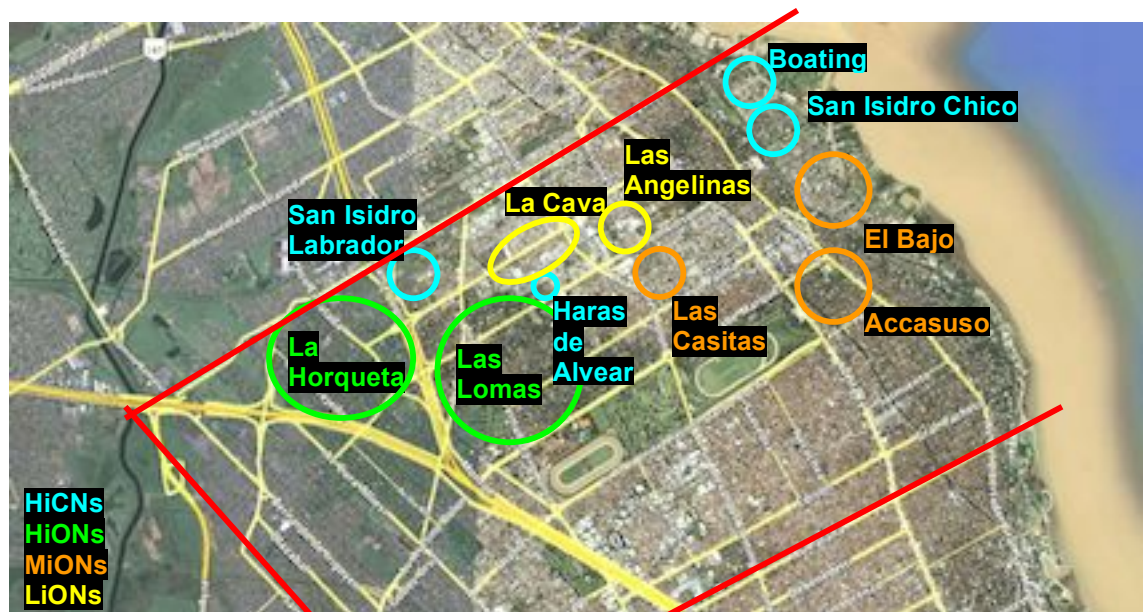 Boating
San Isidro Chico
Las
Angelinas
La Cava
San Isidro
Labrador
El Bajo
Haras
de
Alvear
Las
Casitas
Accasuso
La
Horqueta
Las
Lomas
HiCNs
HiONs
MiONs
LiONs